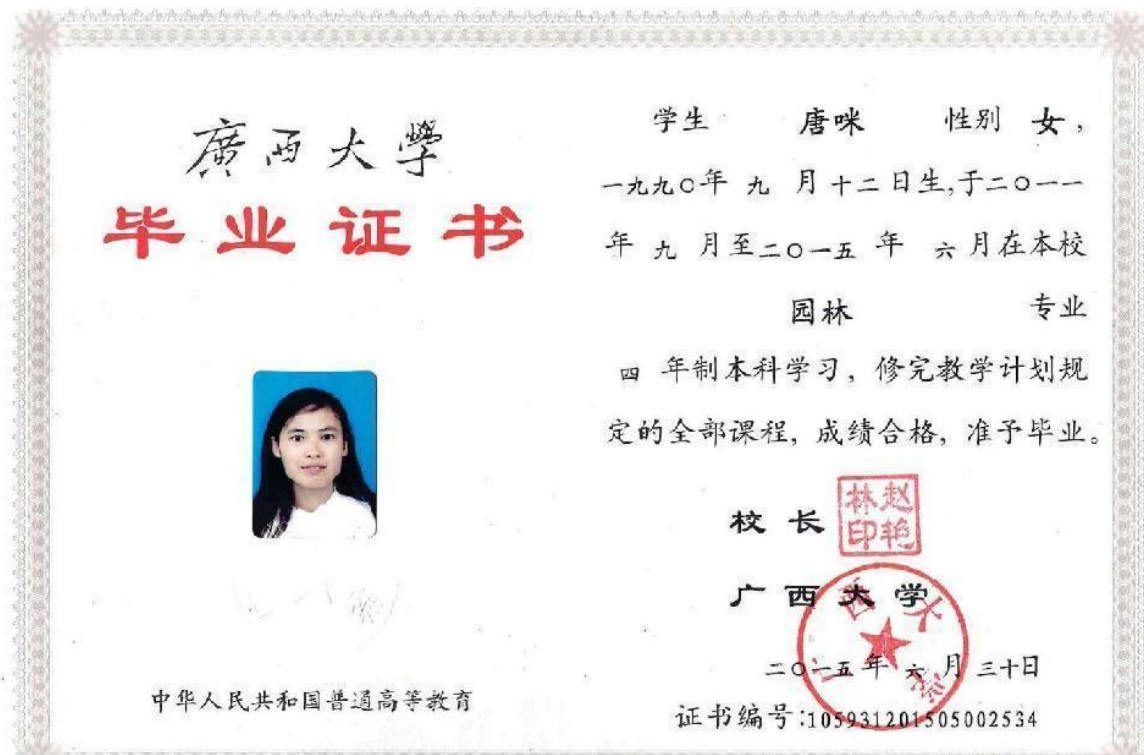 廣西大學
毕业证书
中华人民共和国普通高等教育
学生 唐咪 性别 女,
一九九〇年 九 月十二日生,于二〇一一
年 九 月至二〇一五 年 六月在本校
园林 专业
四 年制本科学习, 修完教学计划规
定的全部课程, 成绩合格, 准予毕业。
校 长
赵艳林印
广 西 大 学
广西大学
二〇一五 年 六 月 三十日
证书编号:105931201505002534